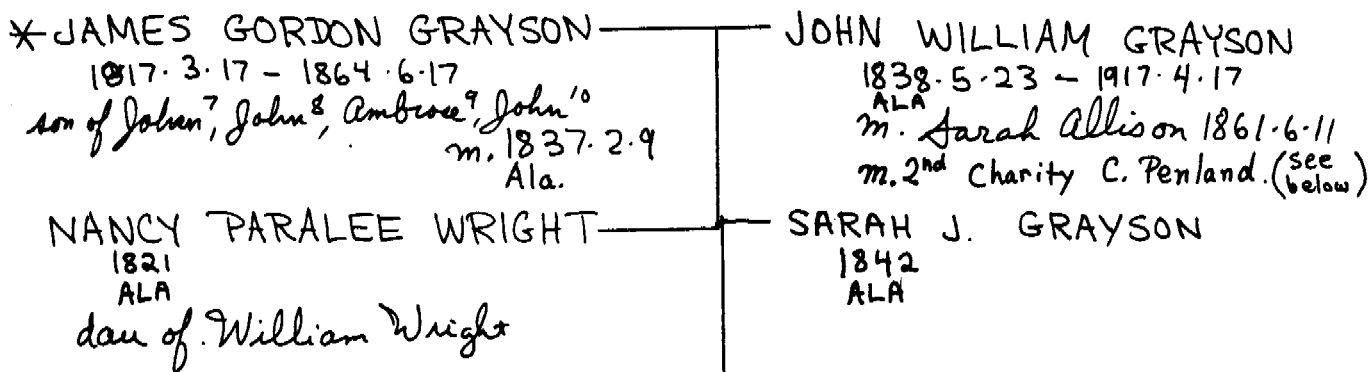 *JAMES GORDON GRAYSON
1817·3·17 – 1864·6·17
son of John⁷, John⁸, Ambrose⁹, John¹⁰
m. 1837·2·9
Ala.
NANCY PARALEE WRIGHT
1821
ALA
dau of William Wright
JOHN WILLIAM GRAYSON
1838·5·23 – 1917·4·17
ALA
m. Sarah Allison 1861·6·11
m. 2nd Charity C. Penland. (see below)
SARAH J. GRAYSON
1842
ALA